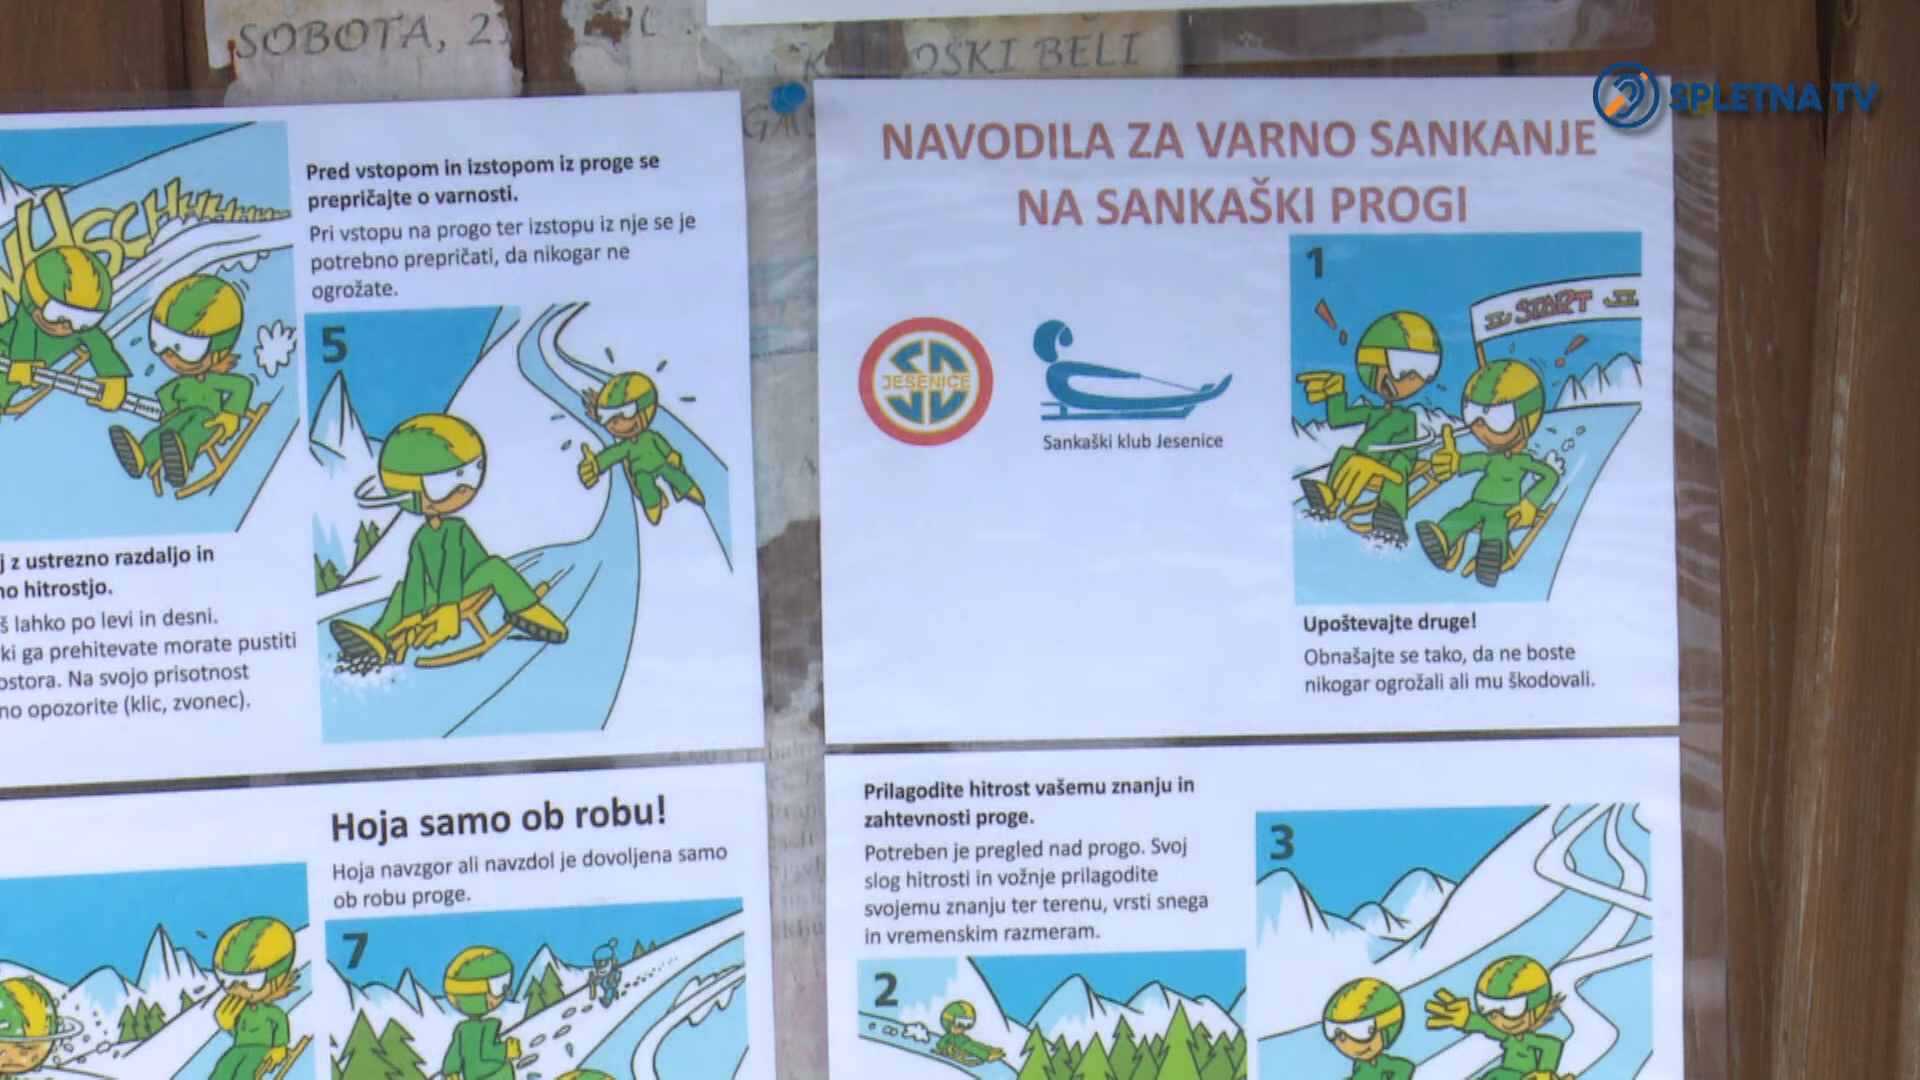 SOBOTA, 2
OŠKI BELI
SPLETNA TV
NAVODILA ZA VARNO SANKANJE
NA SANKAŠKI PROGI
JESENICE
Sankaški klub Jesenice
1
START
Upoštevajte druge!
Obnašajte se tako, da ne boste
nikogar ogrožali ali mu škodovali.
Pred vstopom in izstopom iz proge se
prepričajte o varnosti.
Pri vstopu na progo ter izstopu iz nje se je
potrebno prepričati, da nikogar ne
ogrožate.
5
j z ustrezno razdaljo in
no hitrostjo.
š lahko po levi in desni.
ki ga prehitevate morate pustiti
ostora. Na svojo prisotnost
no opozorite (klic, zvonec).
Hoja samo ob robu!
Hoja navzgor ali navzdol je dovoljena samo
ob robu proge.
7
Prilagodite hitrost vašemu znanju in
zahtevnosti proge.
Potreben je pregled nad progo. Svoj
slog hitrosti in vožnje prilagodite
svojemu znanju ter terenu, vrsti snega
in vremenskim razmeram.
2
3